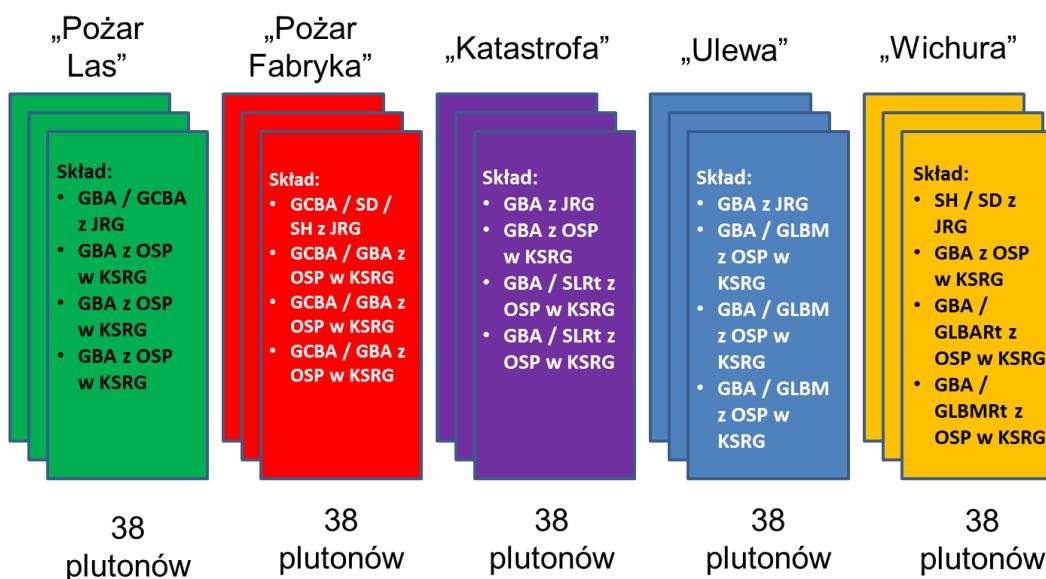 „Pożar
Las”
„Pożar
Fabryka”
„Katastrofa”
„Ulewa”
„Wichura”
Skład:
• GBA / GCBA
z JRG
• GBA z OSP
w KSRG
• GBA z OSP
w KSRG
• GBA z OSP
w KSRG
Skład:
• GCBA / SD /
SH z JRG
• GCBA / GBA z
OSP w KSRG
• GCBA / GBA z
OSP w KSRG
• GCBA / GBA z
OSP w KSRG
Skład:
• GBA z JRG
• GBA z OSP
w KSRG
• GBA / SLRt z
OSP w KSRG
• GBA / SLRt z
OSP w KSRG
Skład:
• GBA z JRG
• GBA / GLBM
z OSP w
KSRG
• GBA / GLBM
z OSP w
KSRG
• GBA / GLBM
z OSP w
KSRG
Skład:
• SH / SD z
JRG
• GBA z OSP
w KSRG
• GBA /
GLBARt z
OSP w KSRG
• GBA /
GLBMRt z
OSP w KSRG
38
plutonów
38
plutonów
38
plutonów
38
plutonów
38
plutonów